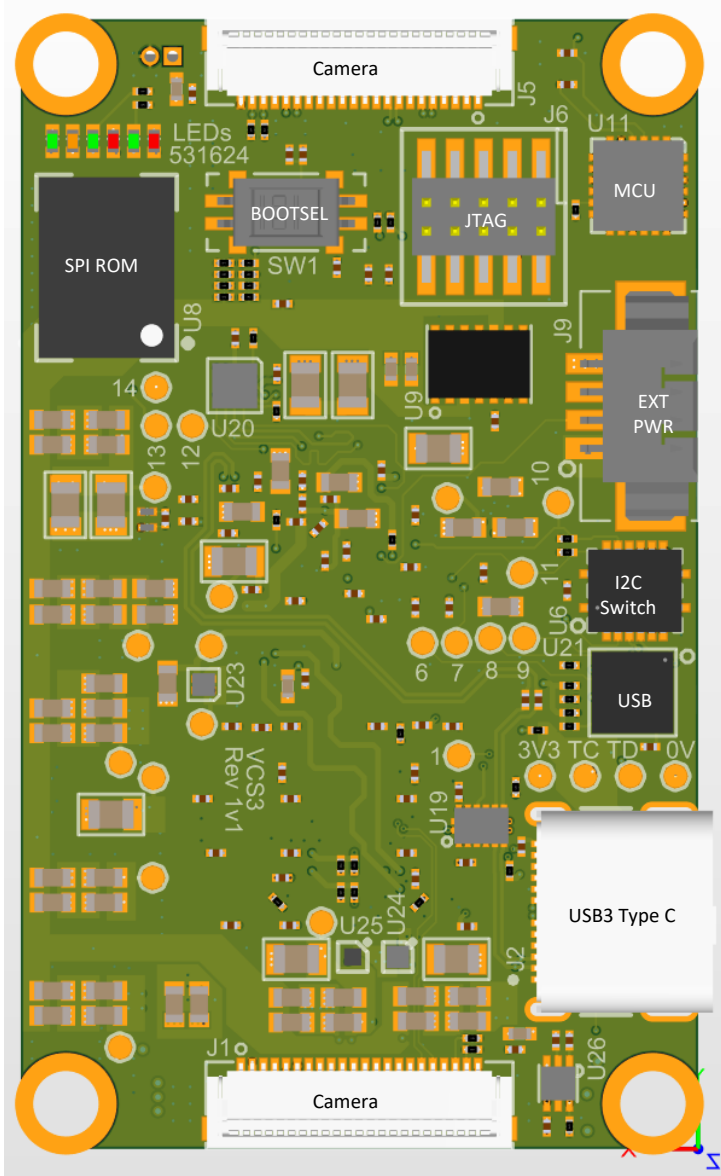 Camera
J5
LEDs
531624
J6
U11
MCU
BOOTSEL
JTAG
SW1
SPI ROM
U8
J9
EXT
PWR
U9
14
U20
13
12
10
11
I2C
Switch
U6
U21
6
7
8
9
U23
USB
VCS3
Rev 1v1
1
3V3 TC TD 0V
U19
USB3 Type C
U25
U24
J2
J1
U26
Camera
X
Y
Z